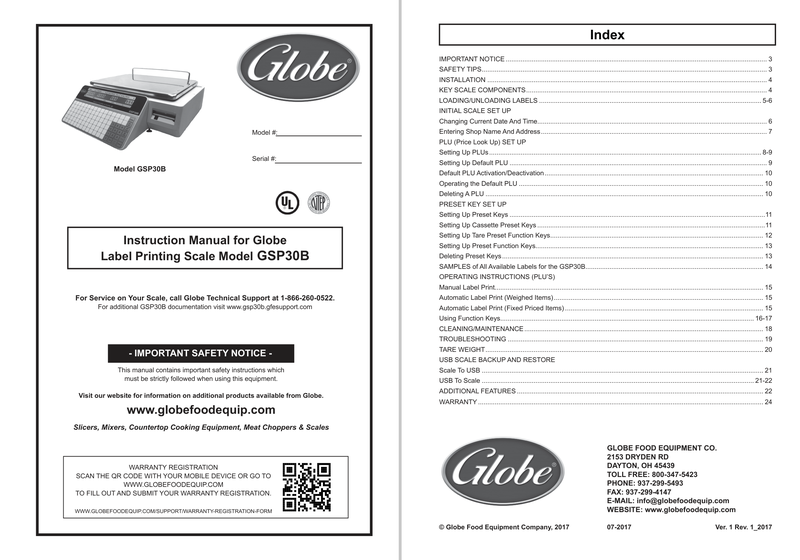 Globe
Model #:
Serial #:
Model GSP30B
UL
NTEP
Instruction Manual for Globe
Label Printing Scale Model GSP30B
For Service on Your Scale, call Globe Technical Support at 1-866-260-0522.
For additional GSP30B documentation visit www.gsp30b.gfesupport.com
- IMPORTANT SAFETY NOTICE -
This manual contains important safety instructions which
must be strictly followed when using this equipment.
Visit our website for information on additional products available from Globe.
www.globefoodequip.com
Slicers, Mixers, Countertop Cooking Equipment, Meat Choppers & Scales
WARRANTY REGISTRATION
SCAN THE QR CODE WITH YOUR MOBILE DEVICE OR GO TO
WWW.GLOBEFOODEQUIP.COM
TO FILL OUT AND SUBMIT YOUR WARRANTY REGISTRATION.
WWW.GLOBEFOODEQUIP.COM/SUPPORT/WARRANTY-REGISTRATION-FORM
Index
IMPORTANT NOTICE ... 3
SAFETY TIPS ... 3
INSTALLATION ... 4
KEY SCALE COMPONENTS ... 4
LOADING/UNLOADING LABELS ... 5-6
INITIAL SCALE SET UP
Changing Current Date And Time ... 6
Entering Shop Name And Address ... 7
PLU (Price Look Up) SET UP
Setting Up PLUs ... 8-9
Setting Up Default PLU ... 9
Default PLU Activation/Deactivation ... 10
Operating the Default PLU ... 10
Deleting A PLU ... 10
PRESET KEY SET UP
Setting Up Preset Keys ... 11
Setting Up Cassette Preset Keys ... 11
Setting Up Tare Preset Function Keys ... 12
Setting Up Preset Function Keys ... 13
Deleting Preset Keys ... 13
SAMPLES of All Available Labels for the GSP30B ... 14
OPERATING INSTRUCTIONS (PLU'S)
Manual Label Print ... 15
Automatic Label Print (Weighed Items) ... 15
Automatic Label Print (Fixed Priced Items) ... 15
Using Function Keys ... 16-17
CLEANING/MAINTENANCE ... 18
TROUBLESHOOTING ... 19
TARE WEIGHT ... 20
USB SCALE BACKUP AND RESTORE
Scale To USB ... 21
USB To Scale ... 21-22
ADDITIONAL FEATURES ... 22
WARRANTY ... 24
Globe
GLOBE FOOD EQUIPMENT CO.
2153 DRYDEN RD
DAYTON, OH 45439
TOLL FREE: 800-347-5423
PHONE: 937-299-5493
FAX: 937-299-4147
E-MAIL: info@globefoodequip.com
WEBSITE: www.globefoodequip.com
© Globe Food Equipment Company, 2017 07-2017 Ver. 1 Rev. 1_2017